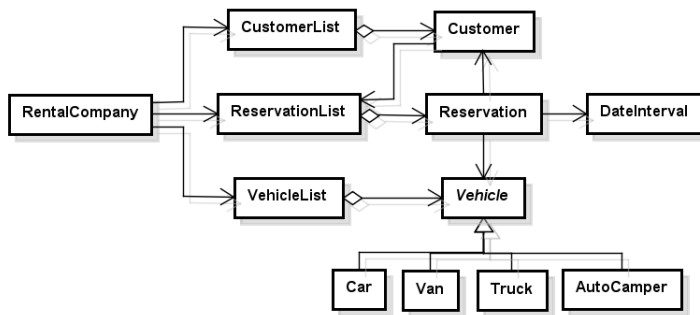 CustomerList
Customer
RentalCompany
ReservationList
Reservation
DateInterval
VehicleList
Vehicle
Car
Van
Truck
AutoCamper